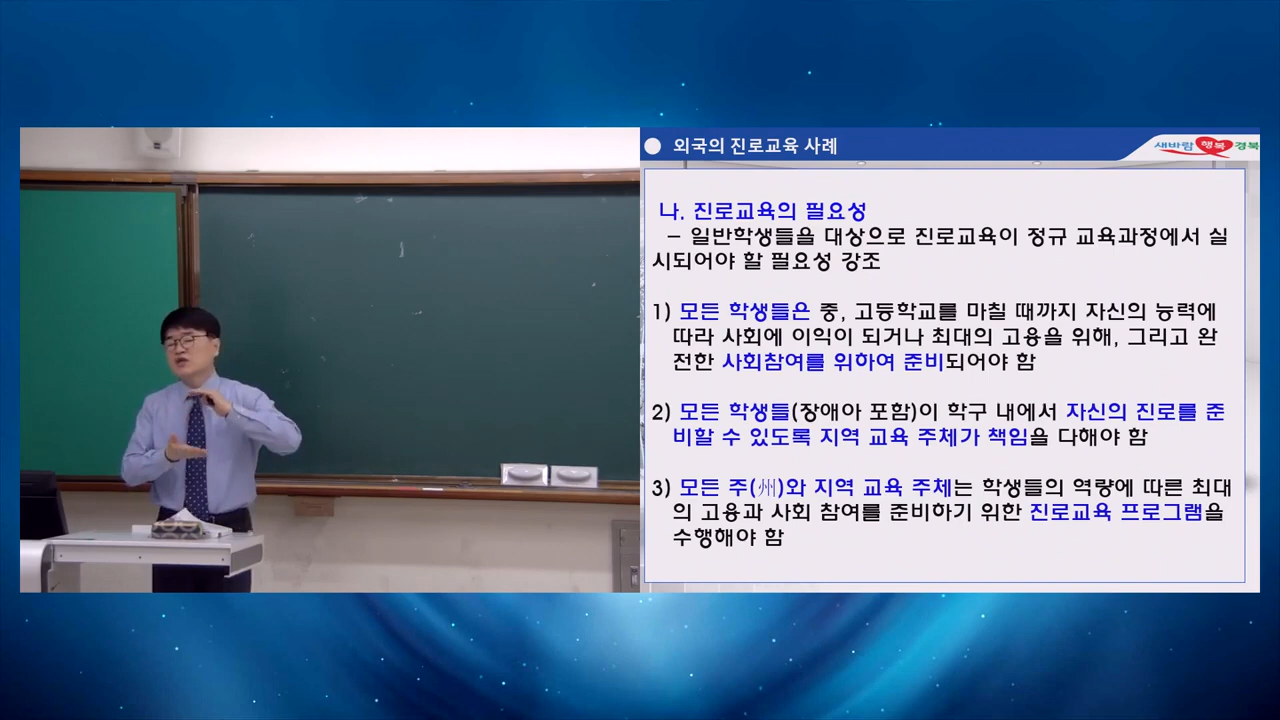 외국의 진로교육 사례
새바람 행복 경북
나. 진로교육의 필요성
– 일반학생들을 대상으로 진로교육이 정규 교육과정에서 실
시되어야 할 필요성 강조
1) 모든 학생들은 중, 고등학교를 마칠 때까지 자신의 능력에
따라 사회에 이익이 되거나 최대의 고용을 위해, 그리고 완
전한 사회참여를 위하여 준비되어야 함
2) 모든 학생들(장애아 포함)이 학구 내에서 자신의 진로를 준
비할 수 있도록 지역 교육 주체가 책임을 다해야 함
3) 모든 주(州)와 지역 교육 주체는 학생들의 역량에 따른 최대
의 고용과 사회 참여를 준비하기 위한 진로교육 프로그램을
수행해야 함